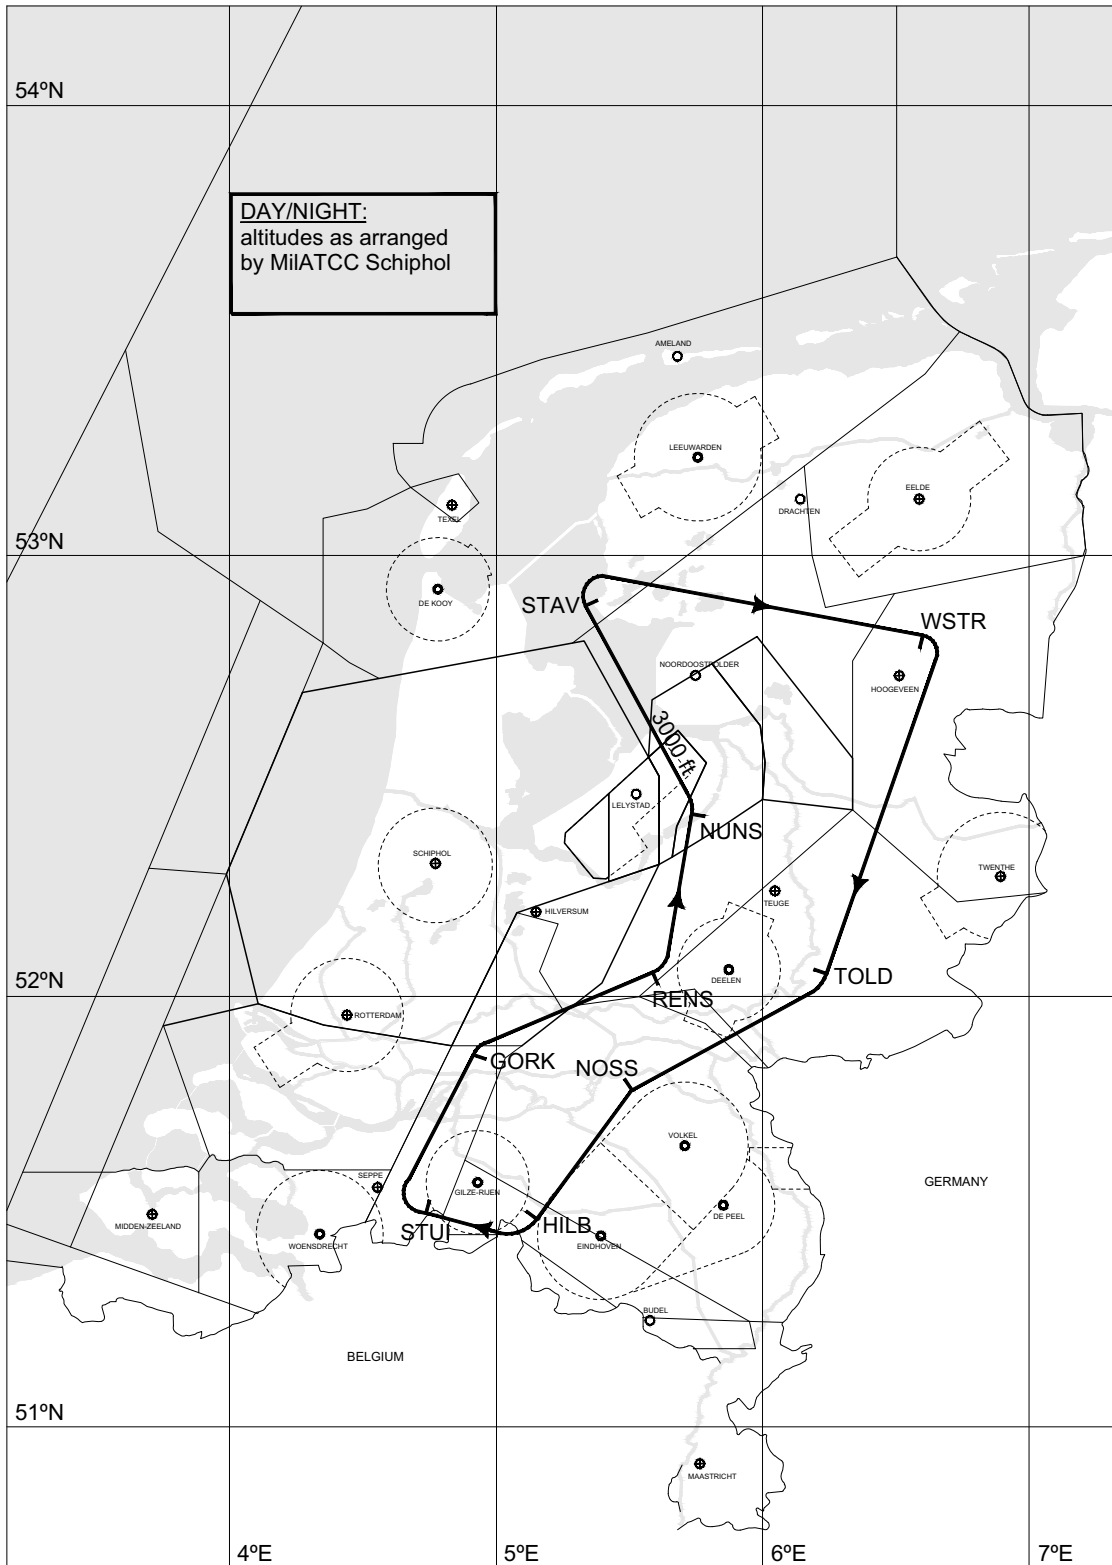 54ºN
DAY/NIGHT:
altitudes as arranged
by MilATCC Schiphol
AMELAND
LEEUWARDEN
EELDE
DRACHTEN
TEXEL
53ºN
DE KOOY
STAV
WSTR
NOORDOOSTPOLDER
HOOGEVEEN
3000 ft.
LELYSTAD
NUNS
SCHIPHOL
TWENTHE
TEUGE
HILVERSUM
DEELEN
TOLD
52ºN
RENS
ROTTERDAM
GORK
NOSS
VOLKEL
SEPPE
GILZE-RIJEN
GERMANY
MIDDEN-ZEELAND
DE PEEL
STUI
HILB
WOENSDRECHT
EINDHOVEN
BUDEL
BELGIUM
51ºN
MAASTRICHT
4ºE
5ºE
6ºE
7ºE